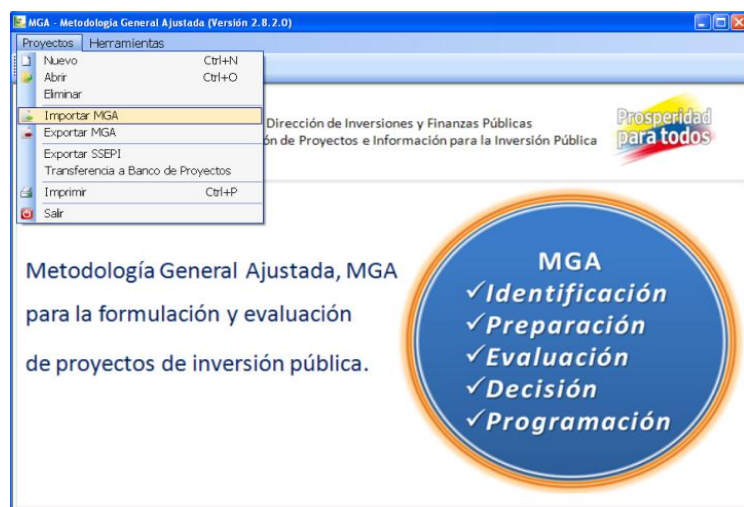 MGA - Metodología General Ajustada (Versión 2.8.2.0)
Proyectos Herramientas
Nuevo Ctrl+N
Abrir Ctrl+O
Eliminar
Importar MGA
Exportar MGA
Exportar SSEPI
Transferencia a Banco de Proyectos
Imprimir Ctrl+P
Salir
Dirección de Inversiones y Finanzas Públicas
ón de Proyectos e Información para la Inversión Pública
Prosperidad
para todos
Metodología General Ajustada, MGA
para la formulación y evaluación
de proyectos de inversión pública.
MGA
✓Identificación
✓Preparación
✓Evaluación
✓Decisión
✓Programación